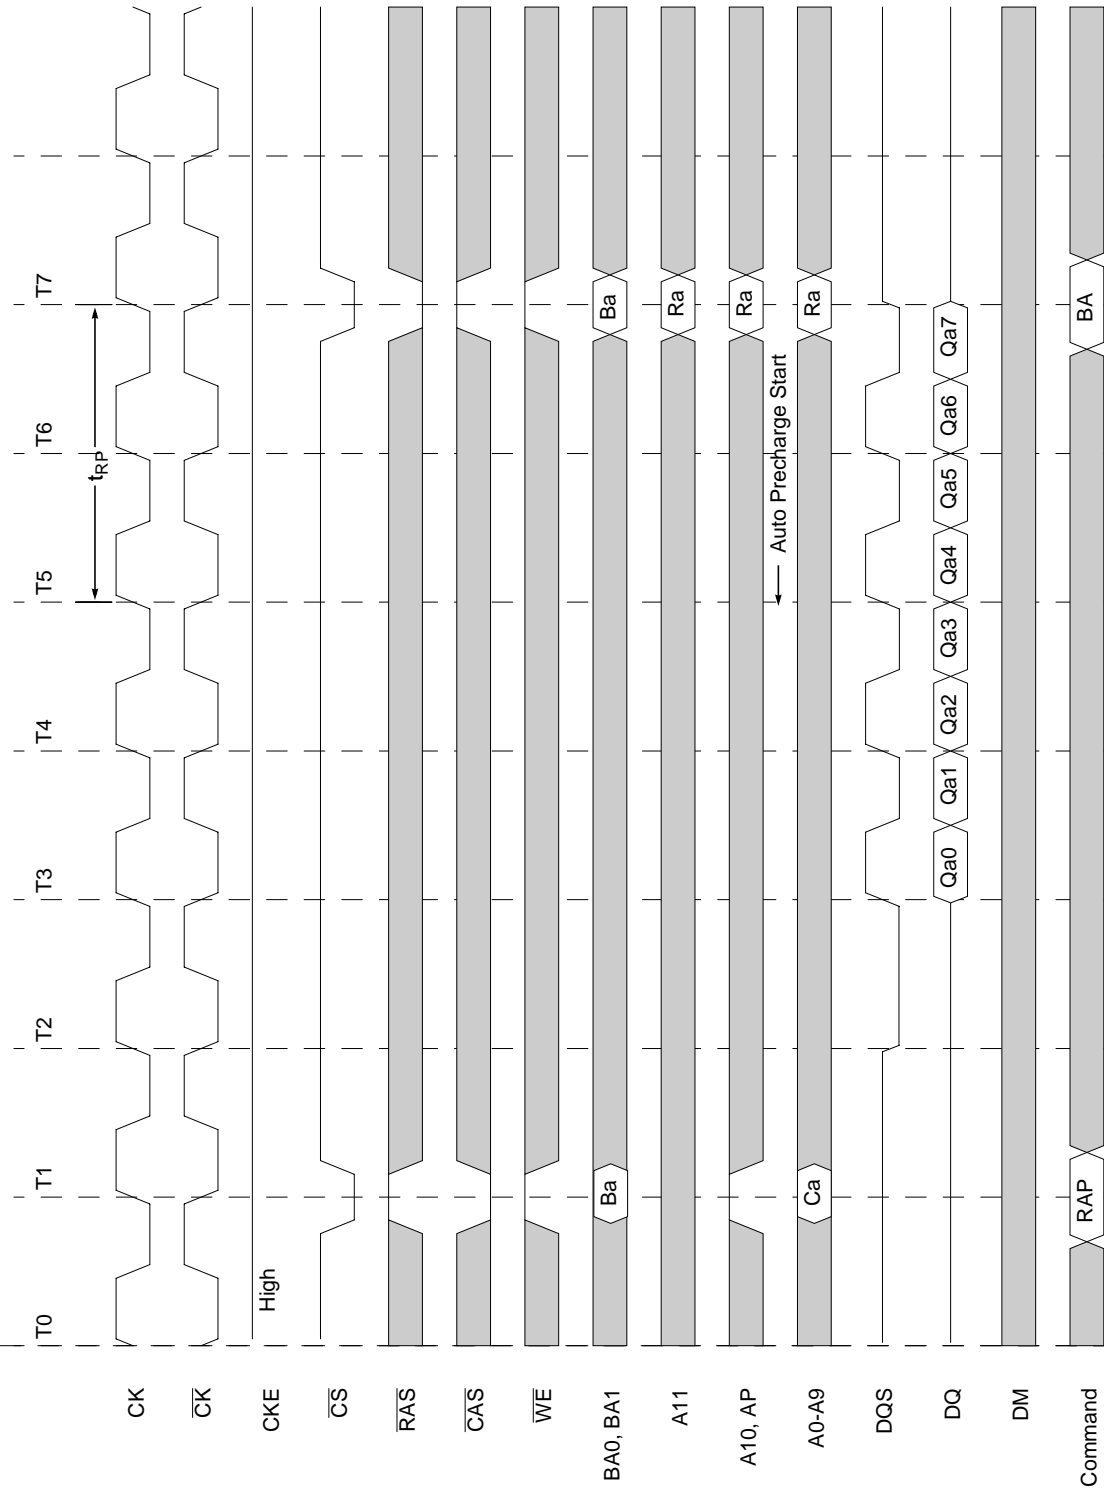 T0 T1 T2 T3 T4 T5 T6 T7
tRP
CK
CK
CKE High
CS
RAS
CAS
WE
BA0, BA1 Ba Ba
A11 Ra
A10, AP Ra
Auto Precharge Start
A0-A9 Ca Ra
DQS
DQ Qa0 Qa1 Qa2 Qa3 Qa4 Qa5 Qa6 Qa7
DM
Command RAP BA